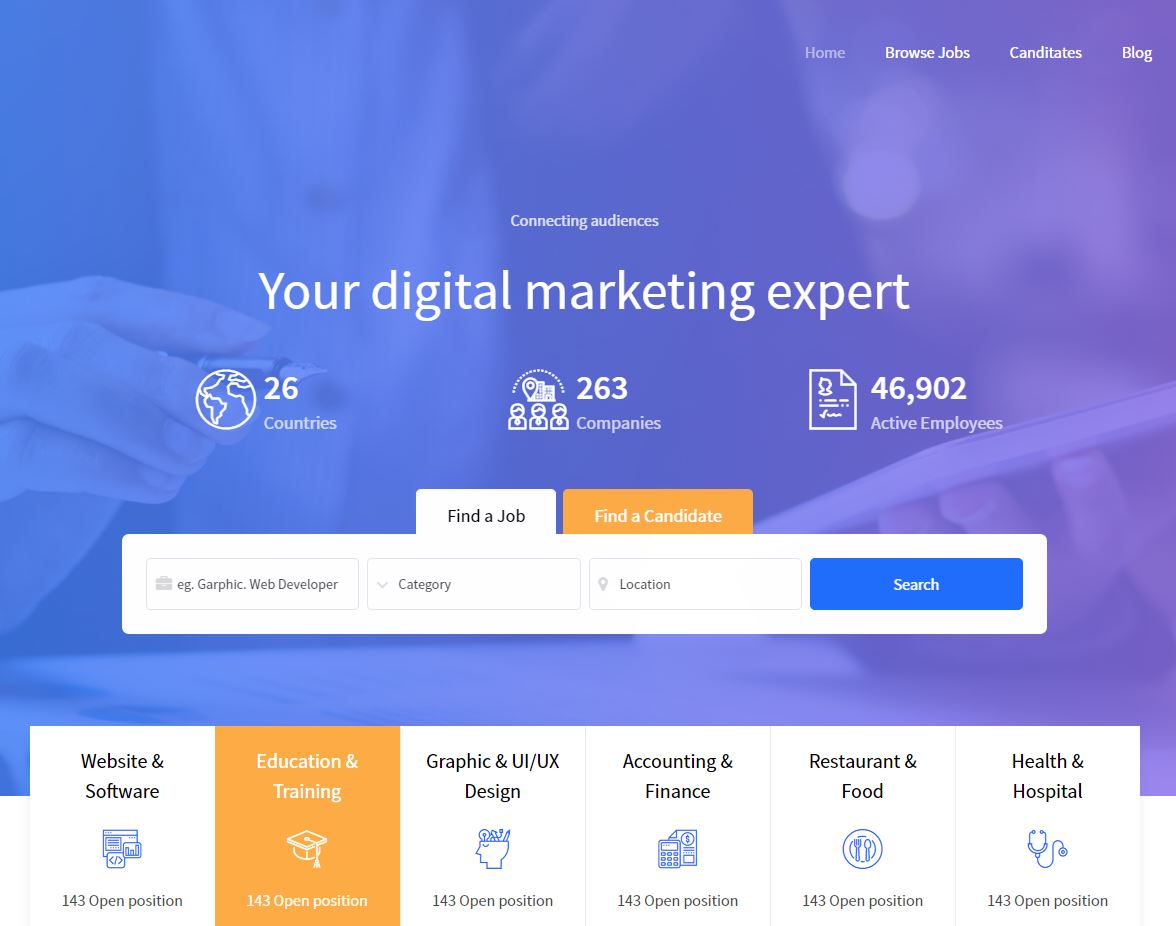 Home Browse Jobs Canditates Blog
Connecting audiences
Your digital marketing expert
26
Countries
263
Companies
46,902
Active Employees
Find a Job
Find a Candidate
eg. Garphic. Web Developer
Category
Location
Search
Website &
Software
143 Open position
Education &
Training
143 Open position
Graphic & UI/UX
Design
143 Open position
Accounting &
Finance
143 Open position
Restaurant &
Food
143 Open position
Health &
Hospital
143 Open position